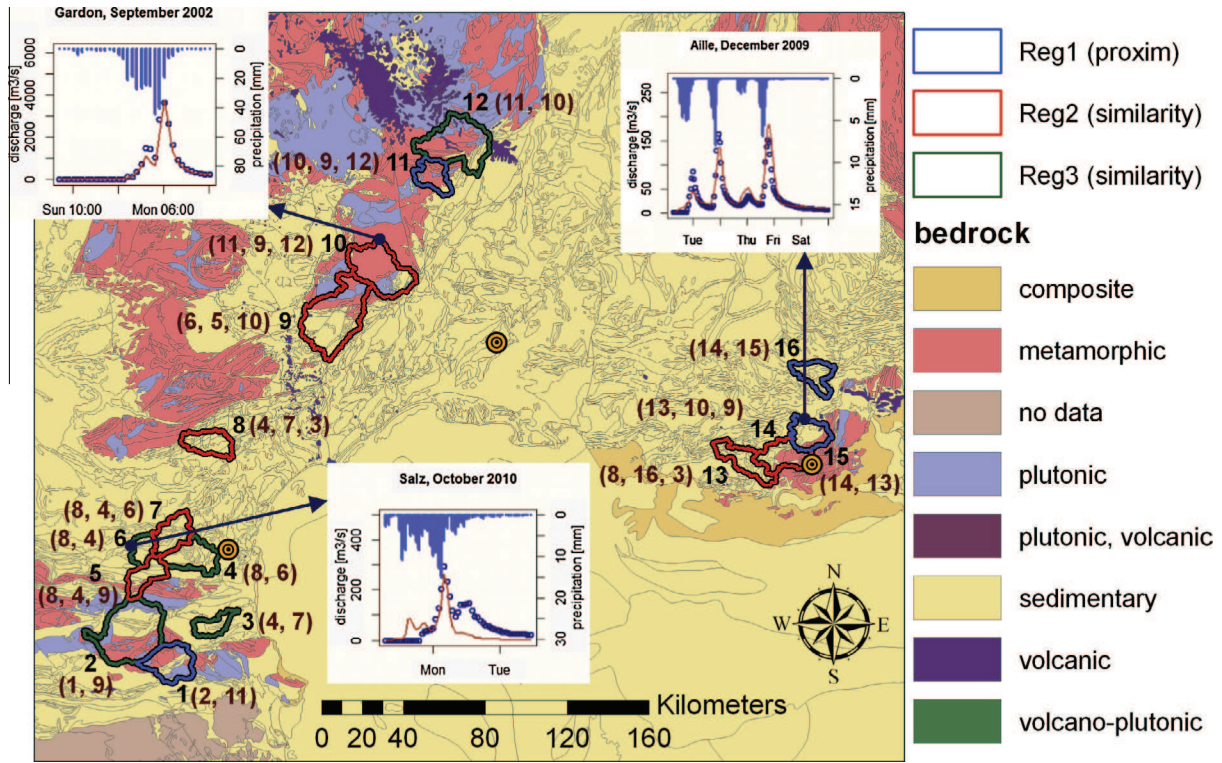 Gardon, September 2002
discharge [m3/s]
0 2000 4000 6000
precipitation [mm]
0 20 40 60 80
Sun 10:00 Mon 06:00
Aille, December 2009
discharge [m3/s]
0 50 100 150 250
precipitation [mm]
0 5 10 15
Tue Thu Fri Sat
Salz, October 2010
discharge [m3/s]
0 200 400
precipitation [mm]
0 5 10 15 20 25 30
Mon Tue
12 (11, 10)
(10, 9, 12) 11
(11, 9, 12) 10
(6, 5, 10) 9
8 (4, 7, 3)
(8, 4, 6) 7
(8, 4) 6
4
(8, 6)
5
(8, 4, 9)
3 (4, 7)
2
(1, 9)
1 (2, 11)
(14, 15) 16
(13, 10, 9)
14
15
(14, 13)
(8, 16, 3) 13
N
W E
S
Kilometers
0 20 40 80 120 160
Reg1 (proxim)
Reg2 (similarity)
Reg3 (similarity)
bedrock
composite
metamorphic
no data
plutonic
plutonic, volcanic
sedimentary
volcanic
volcano-plutonic